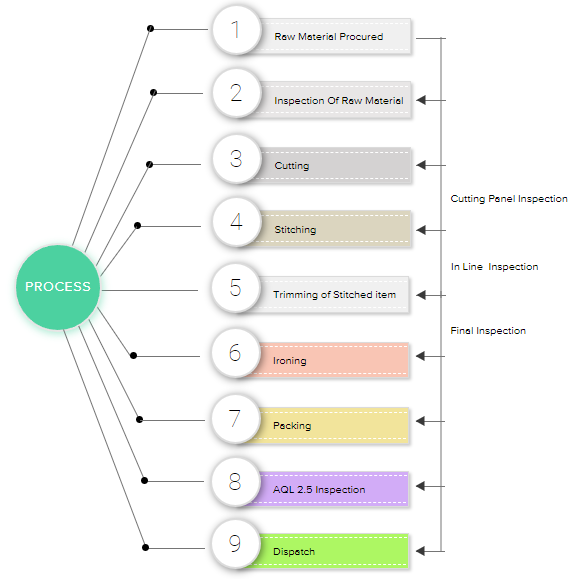 1
Raw Material Procured
2
Inspection Of Raw Material
3
Cutting
Cutting Panel Inspection
4
Stitching
In Line Inspection
PROCESS
5
Trimming of Stitched item
Final Inspection
6
Ironing
7
Packing
8
AQL 2.5 Inspection
9
Dispatch